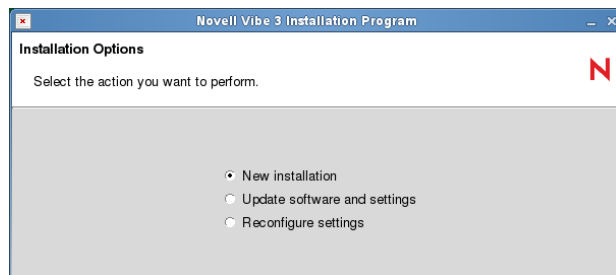 Novell Vibe 3 Installation Program
Installation Options
Select the action you want to perform.
N
New installation
Update software and settings
Reconfigure settings